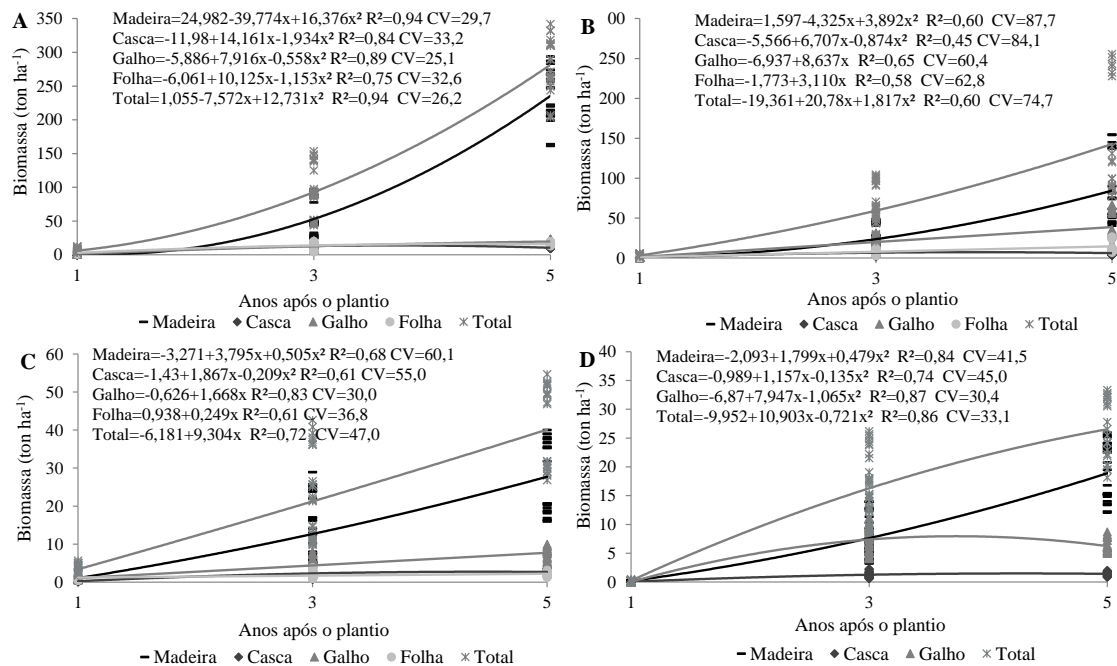 A
Madeira=24,982-39,774x+16,376x² R²=0,94 CV=29,7
Casca=-11,98+14,161x-1,934x² R²=0,84 CV=33,2
Galho=-5,886+7,916x-0,558x² R²=0,89 CV=25,1
Folha=-6,061+10,125x-1,153x² R²=0,75 CV=32,6
Total=1,055-7,572x+12,731x² R²=0,94 CV=26,2
Biomassa (ton ha⁻¹)
350
300
250
200
150
100
50
0
1 3 5
Anos após o plantio
Madeira Casca Galho Folha Total
B
Madeira=1,597-4,325x+3,892x² R²=0,60 CV=87,7
Casca=-5,566+6,707x-0,874x² R²=0,45 CV=84,1
Galho=-6,937+8,637x R²=0,65 CV=60,4
Folha=-1,773+3,110x R²=0,58 CV=62,8
Total=-19,361+20,78x+1,817x² R²=0,60 CV=74,7
Biomassa (ton ha⁻¹)
00
250
200
150
100
50
0
1 3 5
Anos após o plantio
Madeira Casca Galho Folha Total
C
Madeira=-3,271+3,795x+0,505x² R²=0,68 CV=60,1
Casca=-1,43+1,867x-0,209x² R²=0,61 CV=55,0
Galho=-0,626+1,668x R²=0,83 CV=30,0
Folha=0,938+0,249x R²=0,61 CV=36,8
Total=-6,181+9,304x R²=0,72 CV=47,0
Biomassa (ton ha⁻¹)
60
50
40
30
20
10
0
1 3 5
Anos após o plantio
Madeira Casca Galho Folha Total
D
Madeira=-2,093+1,799x+0,479x² R²=0,84 CV=41,5
Casca=-0,989+1,157x-0,135x² R²=0,74 CV=45,0
Galho=-6,87+7,947x-1,065x² R²=0,87 CV=30,4
Total=-9,952+10,903x-0,721x² R²=0,86 CV=33,1
Biomassa (ton ha⁻¹)
40
35
30
25
20
15
10
5
0
1 3 5
Anos após o plantio
Madeira Casca Galho Folha Total